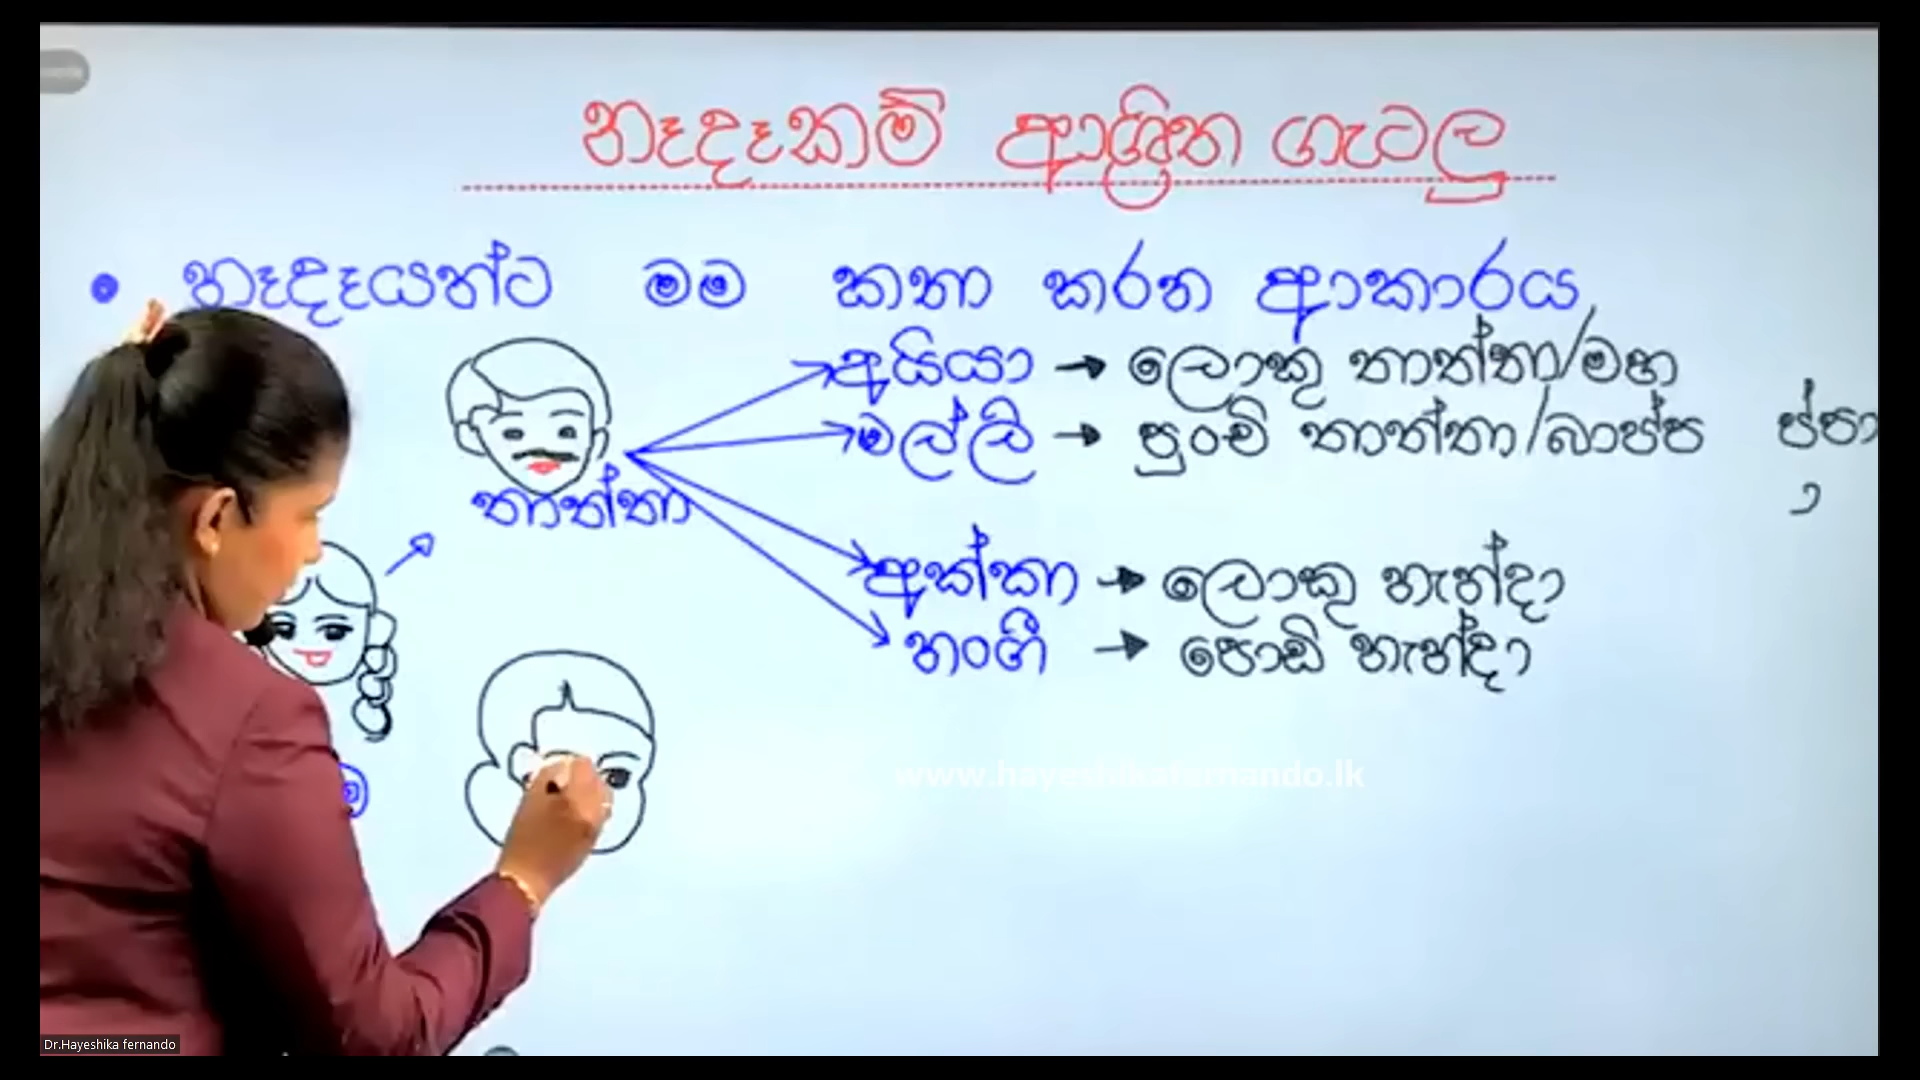 නෑදෑකම් ආශ්‍රිත ගැටලු
• නෑදෑයන්ට මම කතා කරන ආකාරය
අයියා → ලොකු තාත්තා/මහ
ප්පා
මල්ලි → පුංචි තාත්තා/බාප්ප
තාත්තා
අක්කා → ලොකු නැන්දා
නංගී → පොඩි නැන්දා
www.hayeshikafernando.lk
Dr.Hayeshika fernando